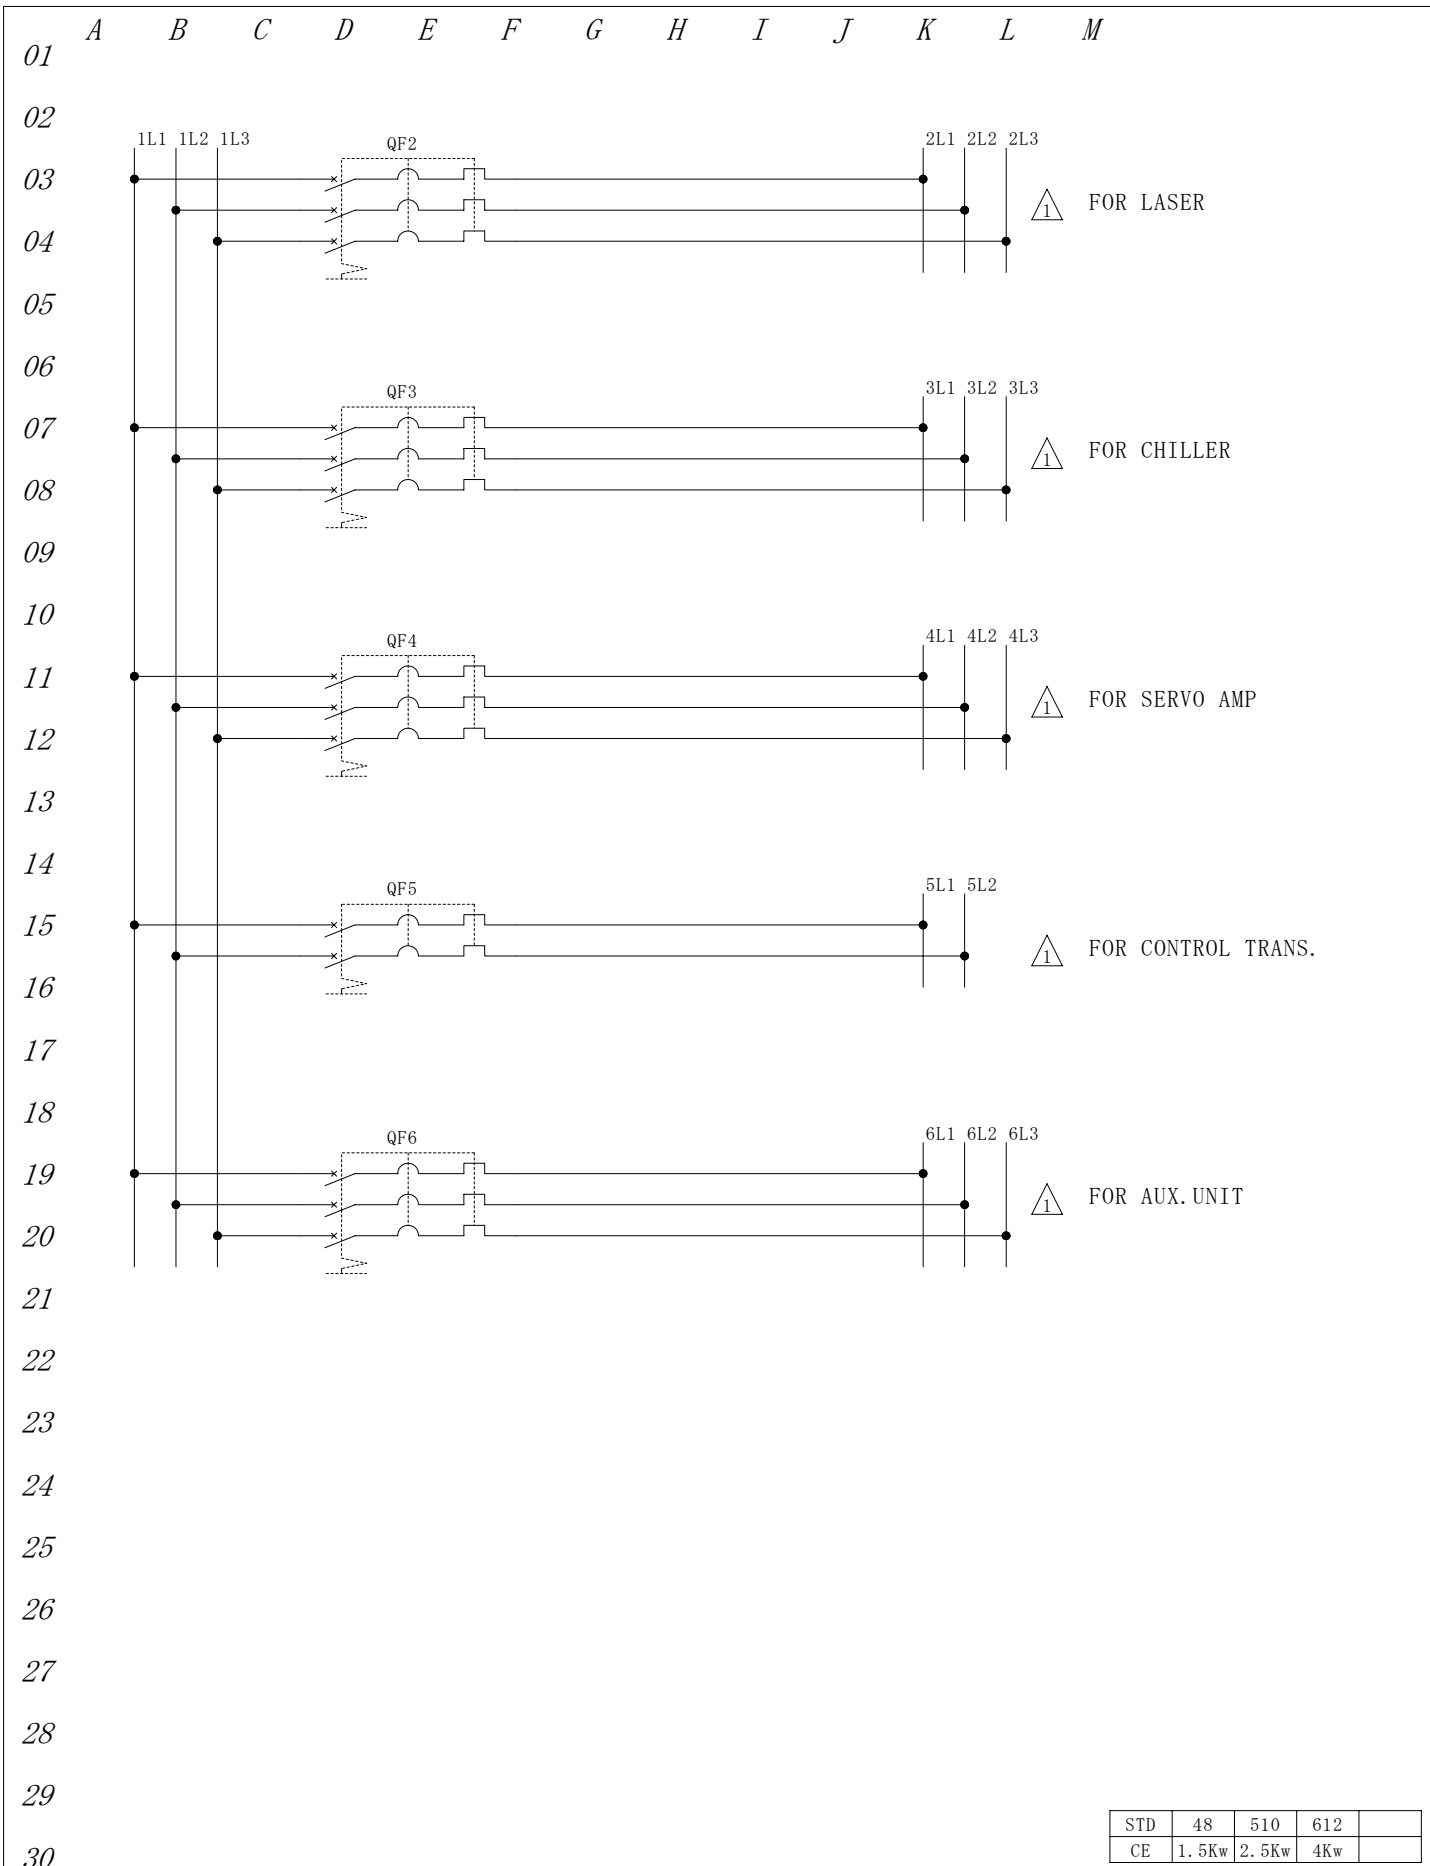 A B C D E F G H I J K L M
01
02
1L1 1L2 1L3 QF2 2L1 2L2 2L3
03
1 FOR LASER
04
05
06
QF3 3L1 3L2 3L3
07
1 FOR CHILLER
08
09
10
QF4 4L1 4L2 4L3
11
1 FOR SERVO AMP
12
13
14
QF5 5L1 5L2
15
1 FOR CONTROL TRANS.
16
17
18
QF6 6L1 6L2 6L3
19
1 FOR AUX.UNIT
20
21
22
23
24
25
26
27
28
29
STD 48 510 612
CE 1.5Kw 2.5Kw 4Kw
30